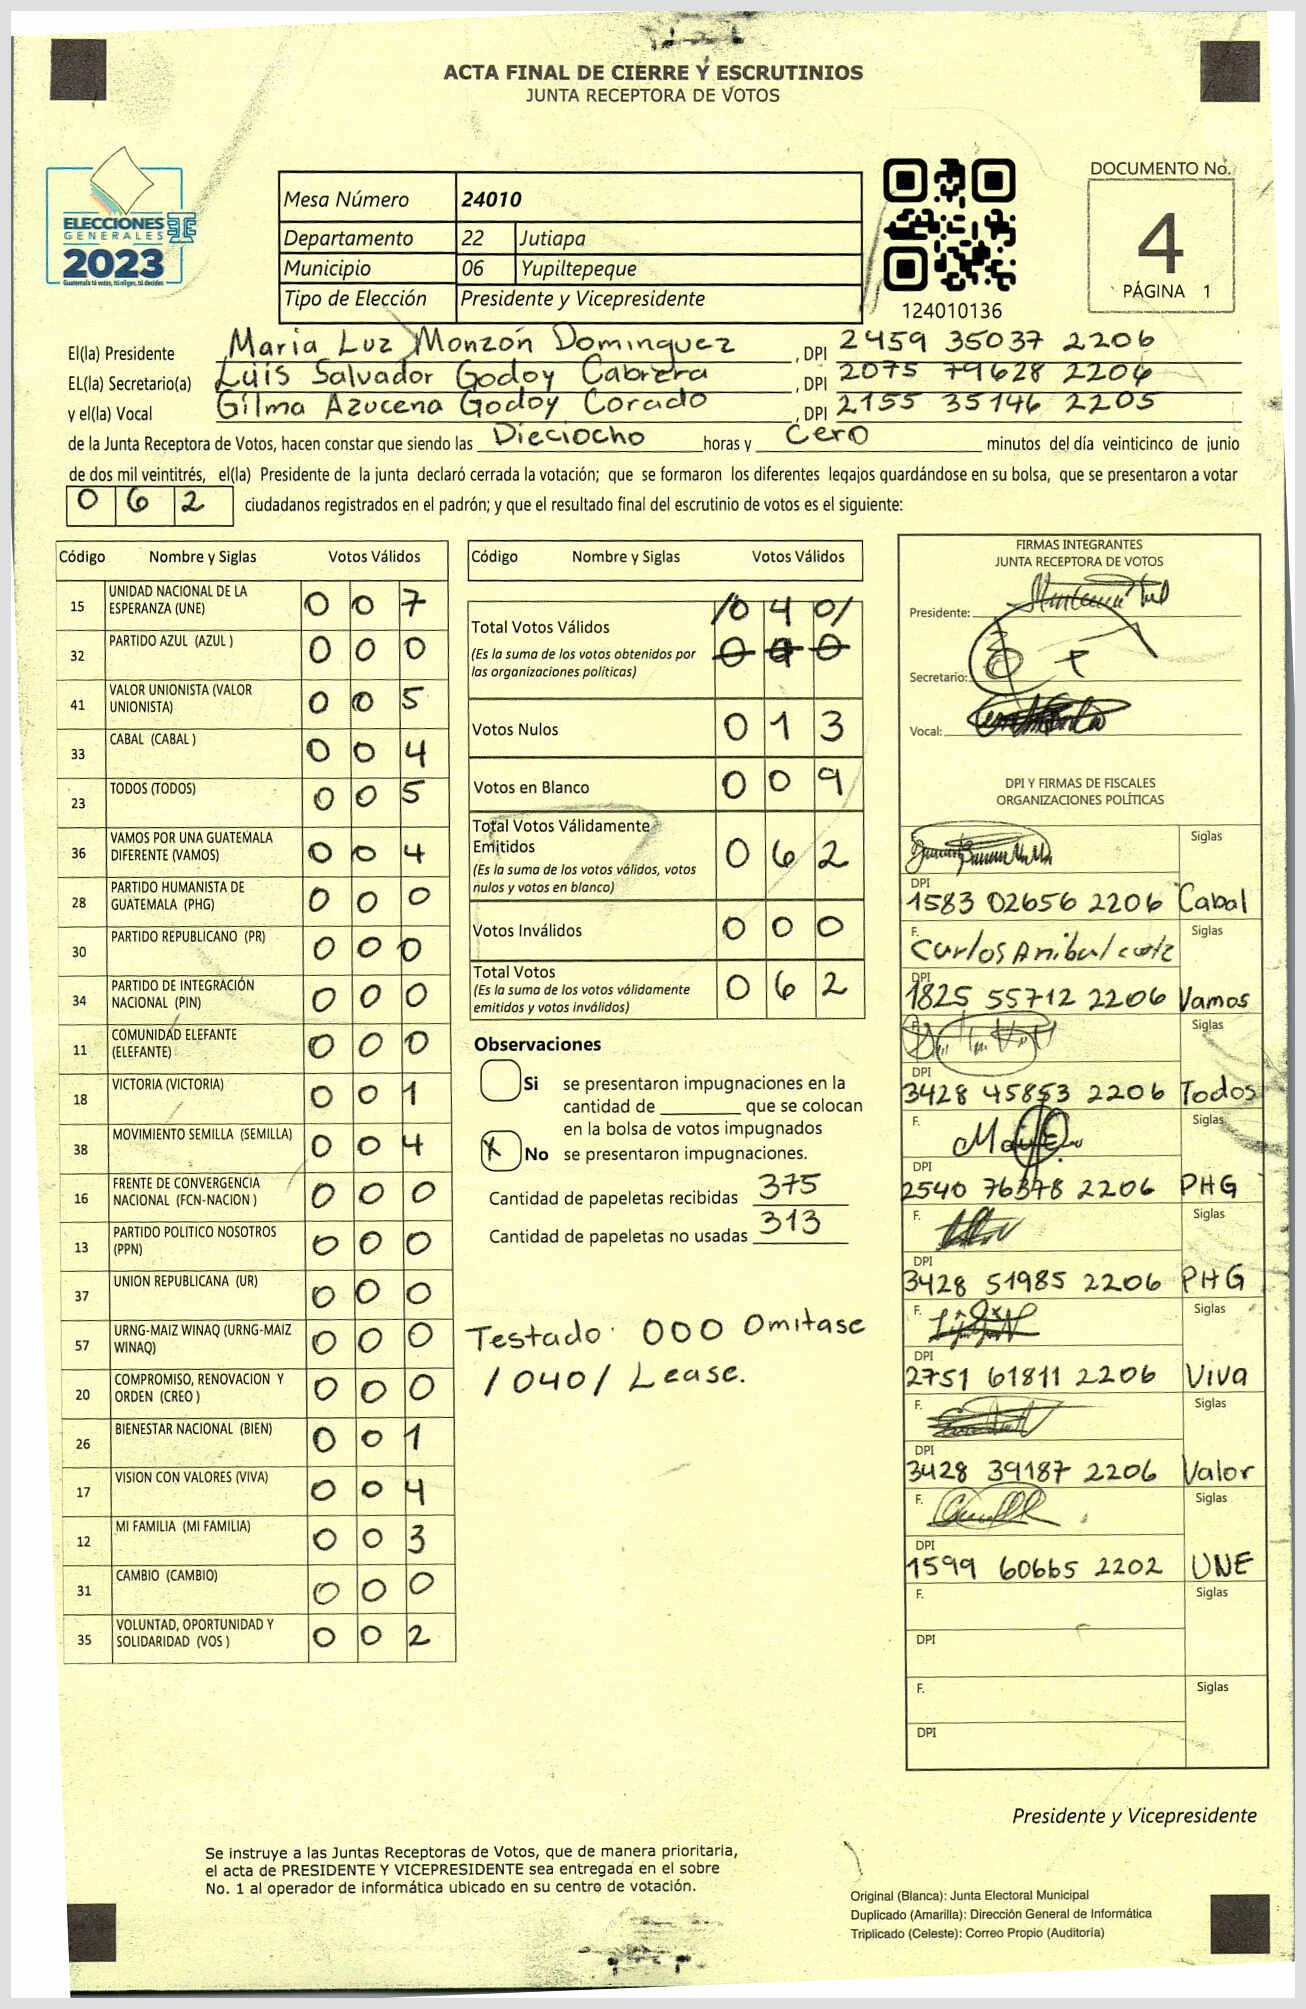 ACTA FINAL DE CIERRE Y ESCRUTINIOS
JUNTA RECEPTORA DE VOTOS
ELECCIONES
GENERALES
2023
Guatemala tú votas, tú eliges, tú decides
Mesa Número 24010
Departamento 22 Jutiapa
Municipio 06 Yupiltepeque
Tipo de Elección Presidente y Vicepresidente
124010136
DOCUMENTO No.
4
PÁGINA 1
El(la) Presidente Maria Luz Monzón Dominguez , DPI 2459 35037 2206
EL(la) Secretario(a) Luis Salvador Godoy Cabrera , DPI 2075 79628 2206
y el(la) Vocal Gilma Azucena Godoy Corado , DPI 2155 35146 2205
de la Junta Receptora de Votos, hacen constar que siendo las Dieciocho horas y Cero minutos del día veinticinco de junio
de dos mil veintitrés, el(la) Presidente de la junta declaró cerrada la votación; que se formaron los diferentes legajos guardándose en su bolsa, que se presentaron a votar
0 6 2 ciudadanos registrados en el padrón; y que el resultado final del escrutinio de votos es el siguiente:
Código Nombre y Siglas Votos Válidos
15 UNIDAD NACIONAL DE LA ESPERANZA (UNE) 0 0 7
32 PARTIDO AZUL (AZUL ) 0 0 0
41 VALOR UNIONISTA (VALOR UNIONISTA) 0 0 5
33 CABAL (CABAL ) 0 0 4
23 TODOS (TODOS) 0 0 5
36 VAMOS POR UNA GUATEMALA DIFERENTE (VAMOS) 0 0 4
28 PARTIDO HUMANISTA DE GUATEMALA (PHG) 0 0 0
30 PARTIDO REPUBLICANO (PR) 0 0 0
34 PARTIDO DE INTEGRACIÓN NACIONAL (PIN) 0 0 0
11 COMUNIDAD ELEFANTE (ELEFANTE) 0 0 0
18 VICTORIA (VICTORIA) 0 0 1
38 MOVIMIENTO SEMILLA (SEMILLA) 0 0 4
16 FRENTE DE CONVERGENCIA NACIONAL (FCN-NACION ) 0 0 0
13 PARTIDO POLITICO NOSOTROS (PPN) 0 0 0
37 UNION REPUBLICANA (UR) 0 0 0
57 URNG-MAIZ WINAQ (URNG-MAIZ WINAQ) 0 0 0
20 COMPROMISO, RENOVACION Y ORDEN (CREO ) 0 0 0
26 BIENESTAR NACIONAL (BIEN) 0 0 1
17 VISION CON VALORES (VIVA) 0 0 4
12 MI FAMILIA (MI FAMILIA) 0 0 3
31 CAMBIO (CAMBIO) 0 0 0
35 VOLUNTAD, OPORTUNIDAD Y SOLIDARIDAD (VOS ) 0 0 2
Código Nombre y Siglas Votos Válidos
Total Votos Válidos /0 4 0/
(Es la suma de los votos obtenidos por
las organizaciones políticas)
Votos Nulos 0 1 3
Votos en Blanco 0 0 9
Total Votos Válidamente
Emitidos 0 6 2
(Es la suma de los votos válidos, votos
nulos y votos en blanco)
Votos Inválidos 0 0 0
Total Votos 0 6 2
(Es la suma de los votos válidamente
emitidos y votos inválidos)
Observaciones
Si se presentaron impugnaciones en la
cantidad de ________ que se colocan
en la bolsa de votos impugnados
X No se presentaron impugnaciones.
Cantidad de papeletas recibidas 375
Cantidad de papeletas no usadas 313
Testado 000 Omitase
/040/ Lease.
FIRMAS INTEGRANTES
JUNTA RECEPTORA DE VOTOS
Presidente:
Secretario:
Vocal:
DPI Y FIRMAS DE FISCALES
ORGANIZACIONES POLÍTICAS
Siglas
DPI
1583 02656 2206 Cabal
F. Siglas
Carlos Anibal
DPI
1825 55712 2206 Vamos
F. Siglas
DPI
3428 45853 2206 Todos
F. Siglas
DPI
2540 76378 2206 PHG
F. Siglas
DPI
3428 51985 2206 PHG
F. Siglas
DPI
2751 61811 2206 Viva
F. Siglas
DPI
3428 39187 2206 Valor
F. Siglas
DPI
1599 60665 2202 UNE
F. Siglas
DPI
F. Siglas
DPI
Presidente y Vicepresidente
Se instruye a las Juntas Receptoras de Votos, que de manera prioritaria,
el acta de PRESIDENTE Y VICEPRESIDENTE sea entregada en el sobre
No. 1 al operador de informática ubicado en su centro de votación.
Original (Blanca): Junta Electoral Municipal
Duplicado (Amarilla): Dirección General de Informática
Triplicado (Celeste): Correo Propio (Auditoría)